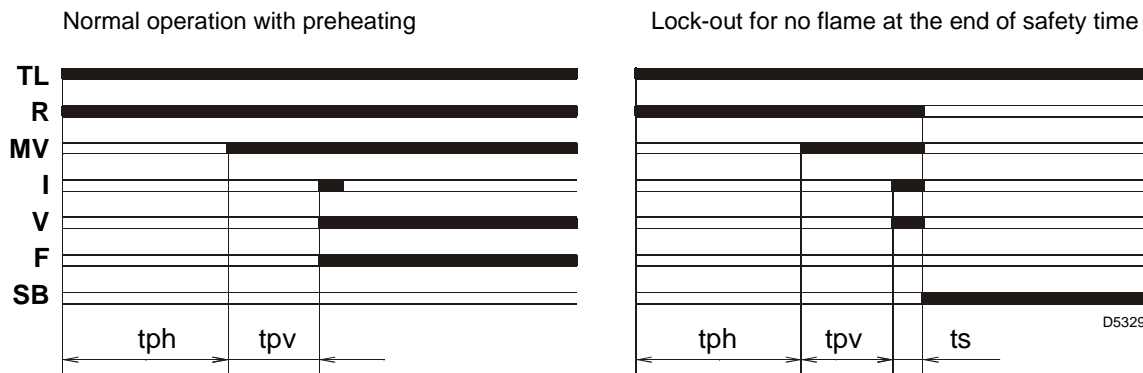 Normal operation with preheating
Lock-out for no flame at the end of safety time
TL
R
MV
I
V
F
SB
tph
tpv
tph
tpv
ts
D5329